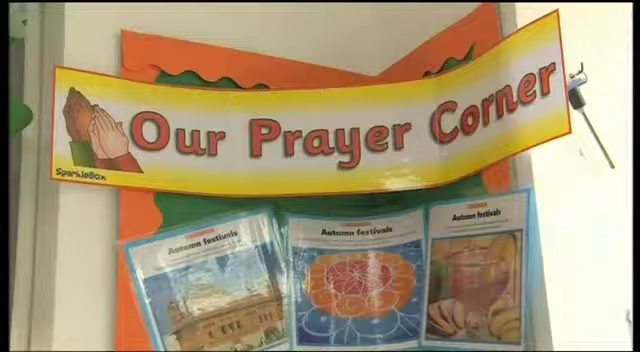 Our Prayer Corner
SparkleBox
Autumn festivals
Autumn festivals
Autumn festivals